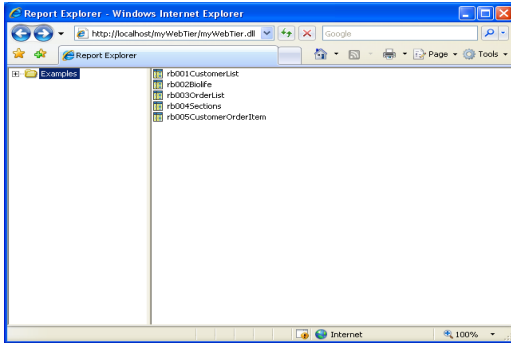 Report Explorer - Windows Internet Explorer
http://localhost/myWebTier/myWebTier.dll
Google
Report Explorer
Page
Tools
Examples
rb001CustomerList
rb002Biolife
rb003OrderList
rb004Sections
rb005CustomerOrderItem
Internet
100%